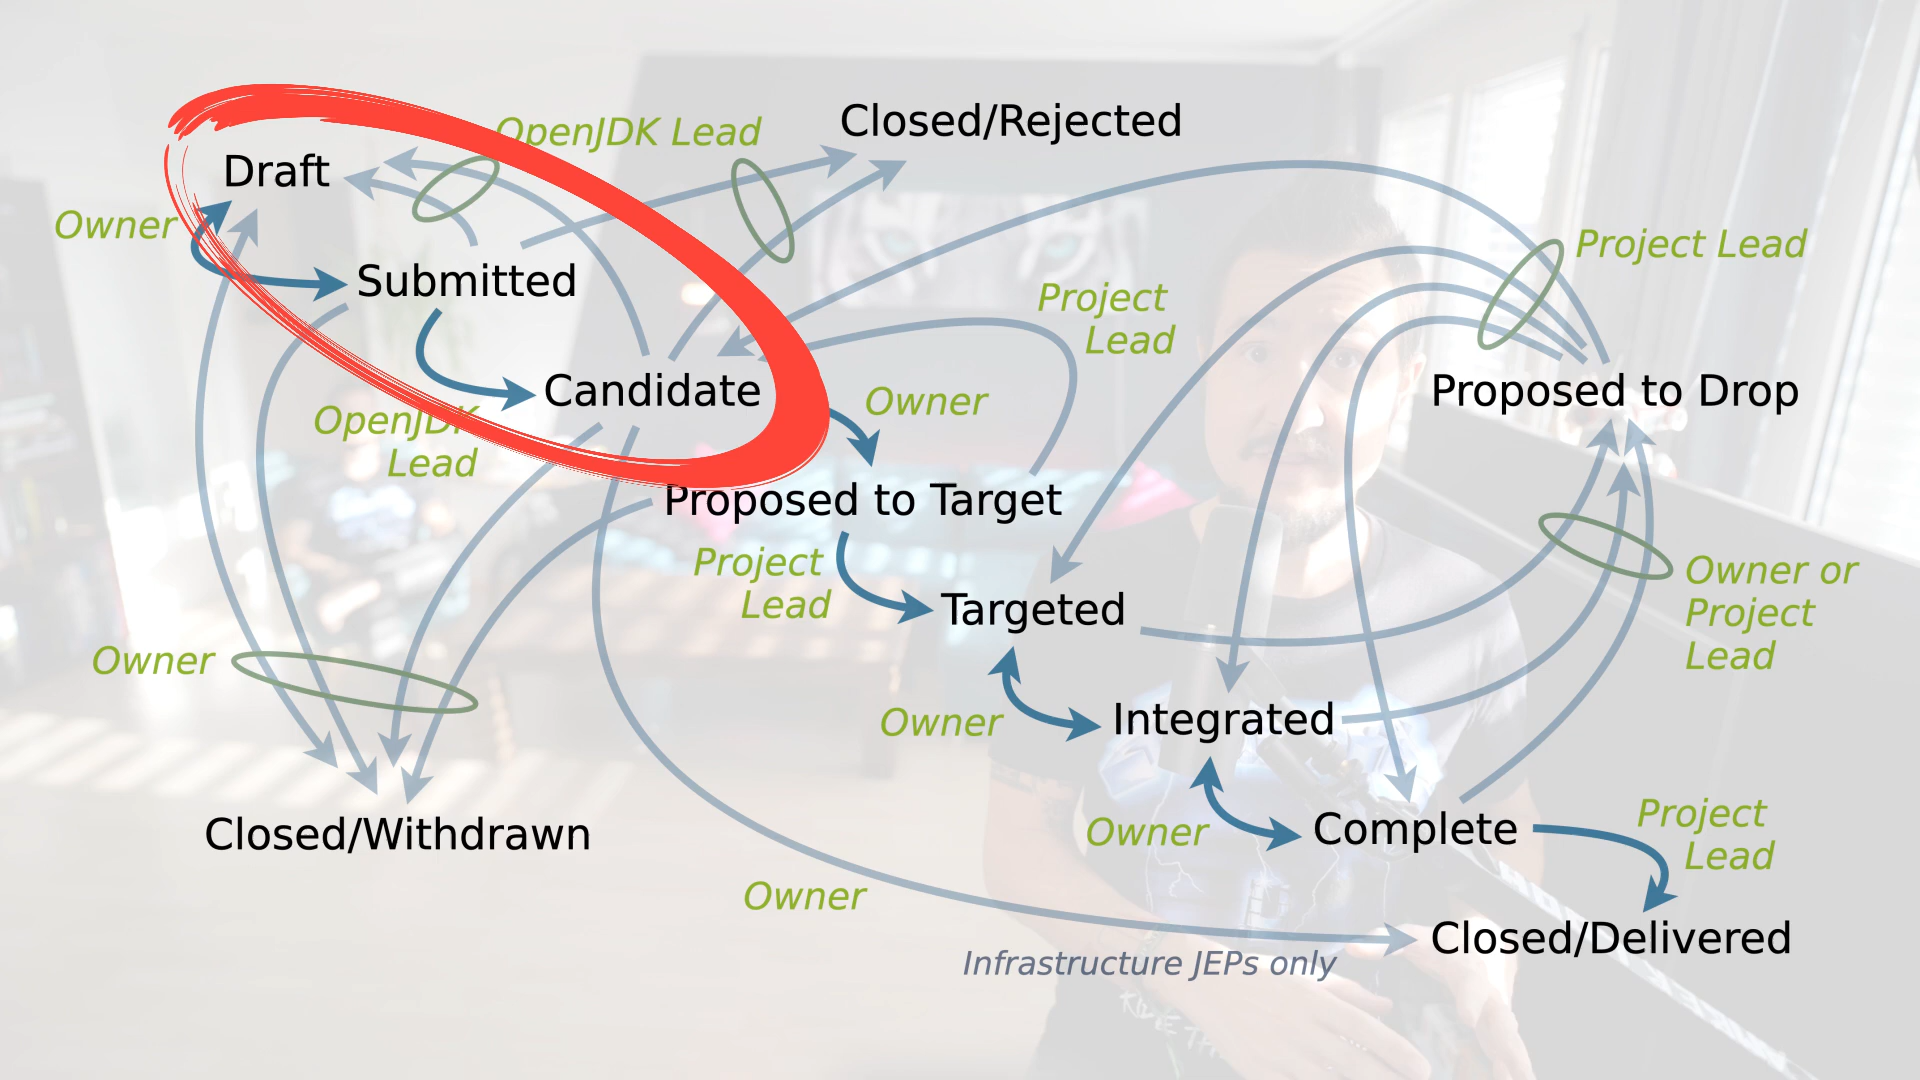 Closed/Rejected
OpenJDK Lead
Draft
Owner
Project Lead
Submitted
Project
Lead
Candidate
Owner
Proposed to Drop
OpenJDK
Lead
Proposed to Target
Project
Lead
Owner or
Project
Lead
Targeted
Owner
Owner
Integrated
Closed/Withdrawn
Owner
Complete
Project
Lead
Owner
Closed/Delivered
Infrastructure JEPs only